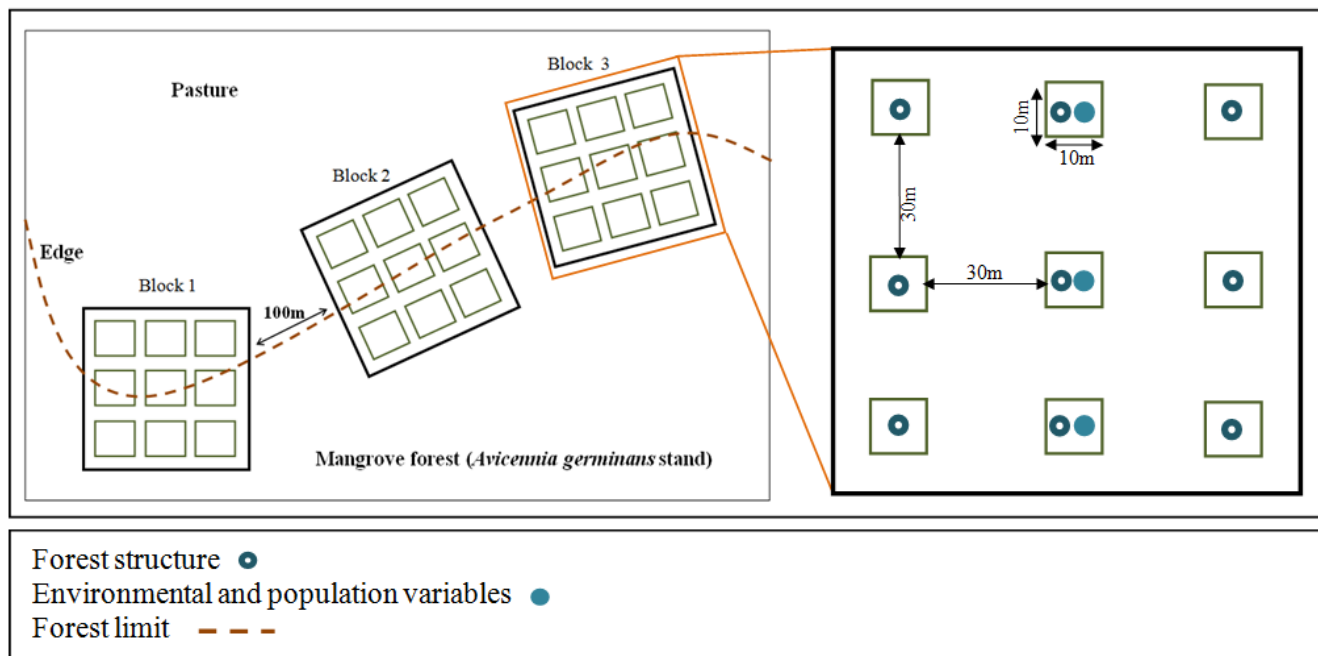 Pasture
Block 3
Block 2
Edge
Block 1
100m
Mangrove forest (Avicennia germinans stand)
10m
10m
30m
30m
Forest structure
Environmental and population variables
Forest limit